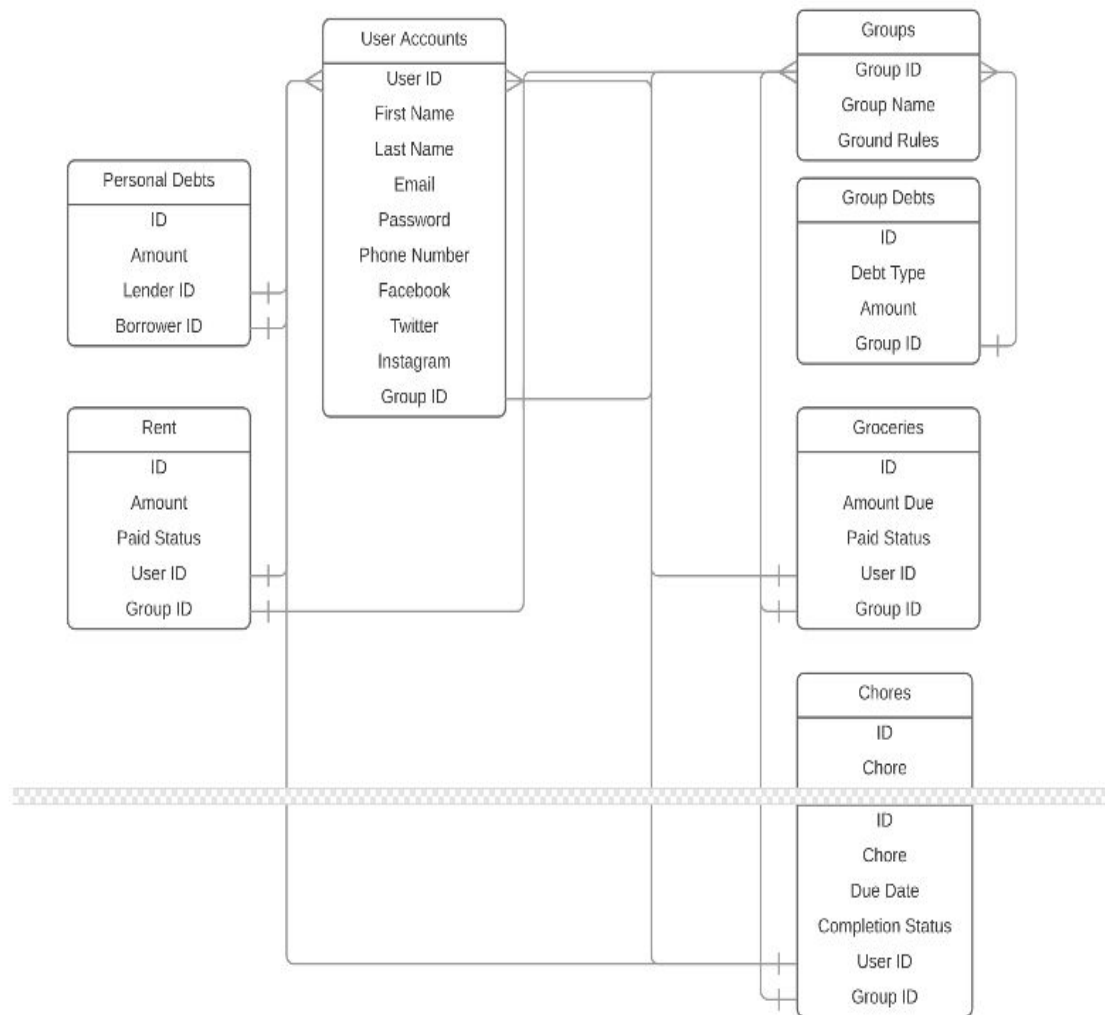 User Accounts
User ID
First Name
Last Name
Email
Password
Phone Number
Facebook
Twitter
Instagram
Group ID
Groups
Group ID
Group Name
Ground Rules
Personal Debts
ID
Amount
Lender ID
Borrower ID
Group Debts
ID
Debt Type
Amount
Group ID
Rent
ID
Amount
Paid Status
User ID
Group ID
Groceries
ID
Amount Due
Paid Status
User ID
Group ID
Chores
ID
Chore
ID
Chore
Due Date
Completion Status
User ID
Group ID